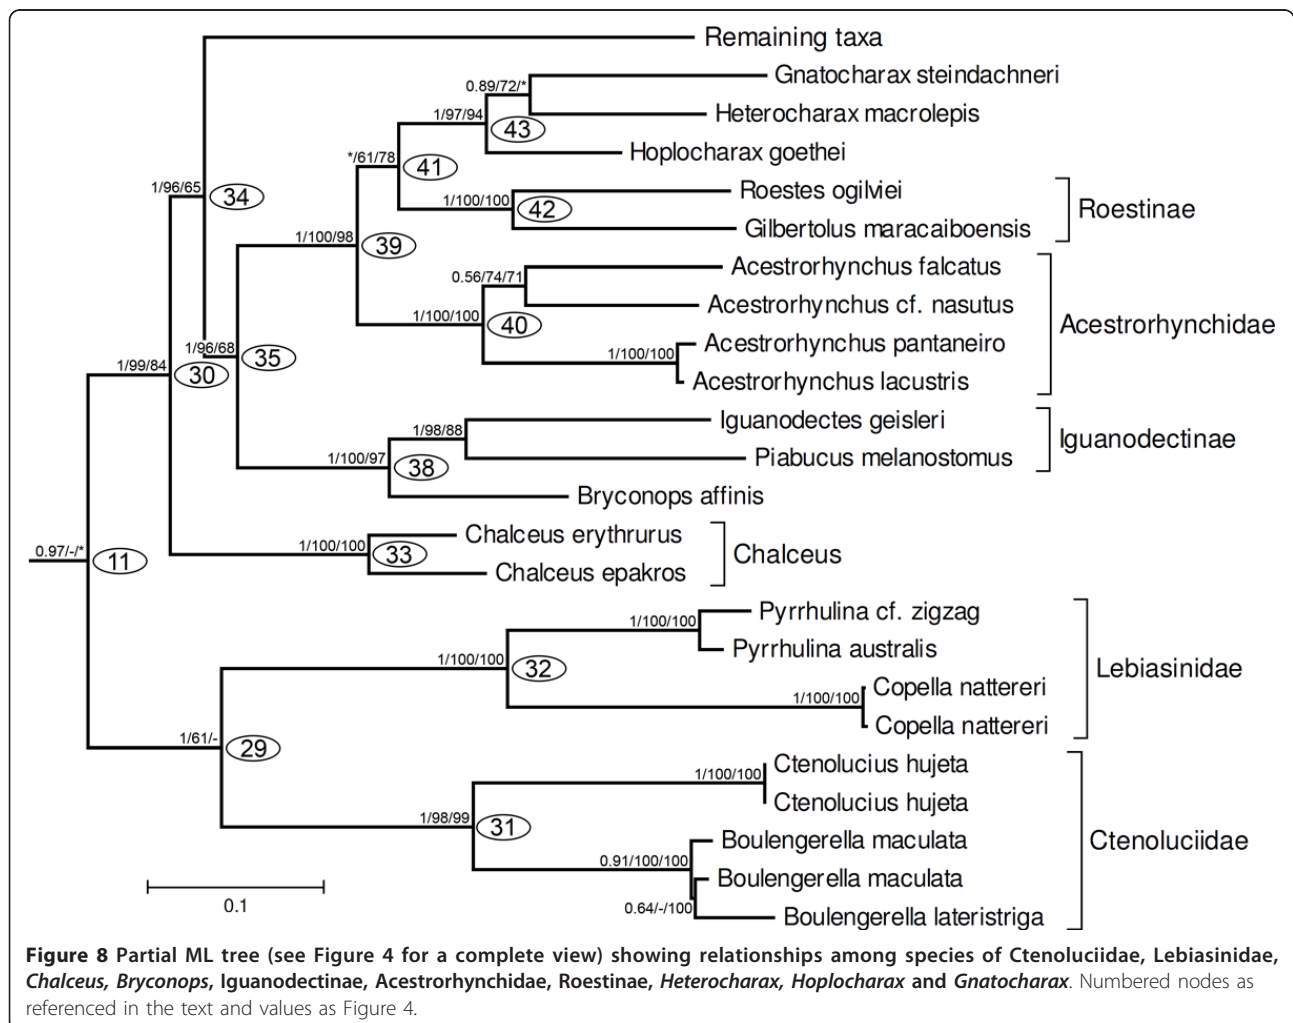 Remaining taxa
Gnatocharax steindachneri
0.89/72/*
Heterocharax macrolepis
1/97/94
43
Hoplocharax goethei
*/61/78
41
Roestes ogilviei
1/100/100
42
Gilbertolus maracaiboensis
Roestinae
1/96/65
34
1/100/98
39
Acestrorhynchus falcatus
0.56/74/71
Acestrorhynchus cf. nasutus
1/100/100
40
Acestrorhynchus pantaneiro
1/100/100
Acestrorhynchus lacustris
Acestrorhynchidae
1/96/68
35
1/99/84
30
Iguanodectes geisleri
1/98/88
Piabucus melanostomus
Iguanodectinae
1/100/97
38
Bryconops affinis
Chalceus erythrurus
1/100/100
33
Chalceus epakros
Chalceus
0.97/-/*
11
Pyrrhulina cf. zigzag
1/100/100
Pyrrhulina australis
1/100/100
32
Copella nattereri
1/100/100
Copella nattereri
Lebiasinidae
1/61/-
29
Ctenolucius hujeta
1/100/100
Ctenolucius hujeta
1/98/99
31
Boulengerella maculata
0.91/100/100
Boulengerella maculata
0.64/-/100
Boulengerella lateristriga
Ctenoluciidae
0.1
Figure 8 Partial ML tree (see Figure 4 for a complete view) showing relationships among species of Ctenoluciidae, Lebiasinidae,
Chalceus, Bryconops, Iguanodectinae, Acestrorhynchidae, Roestinae, Heterocharax, Hoplocharax and Gnatocharax. Numbered nodes as
referenced in the text and values as Figure 4.